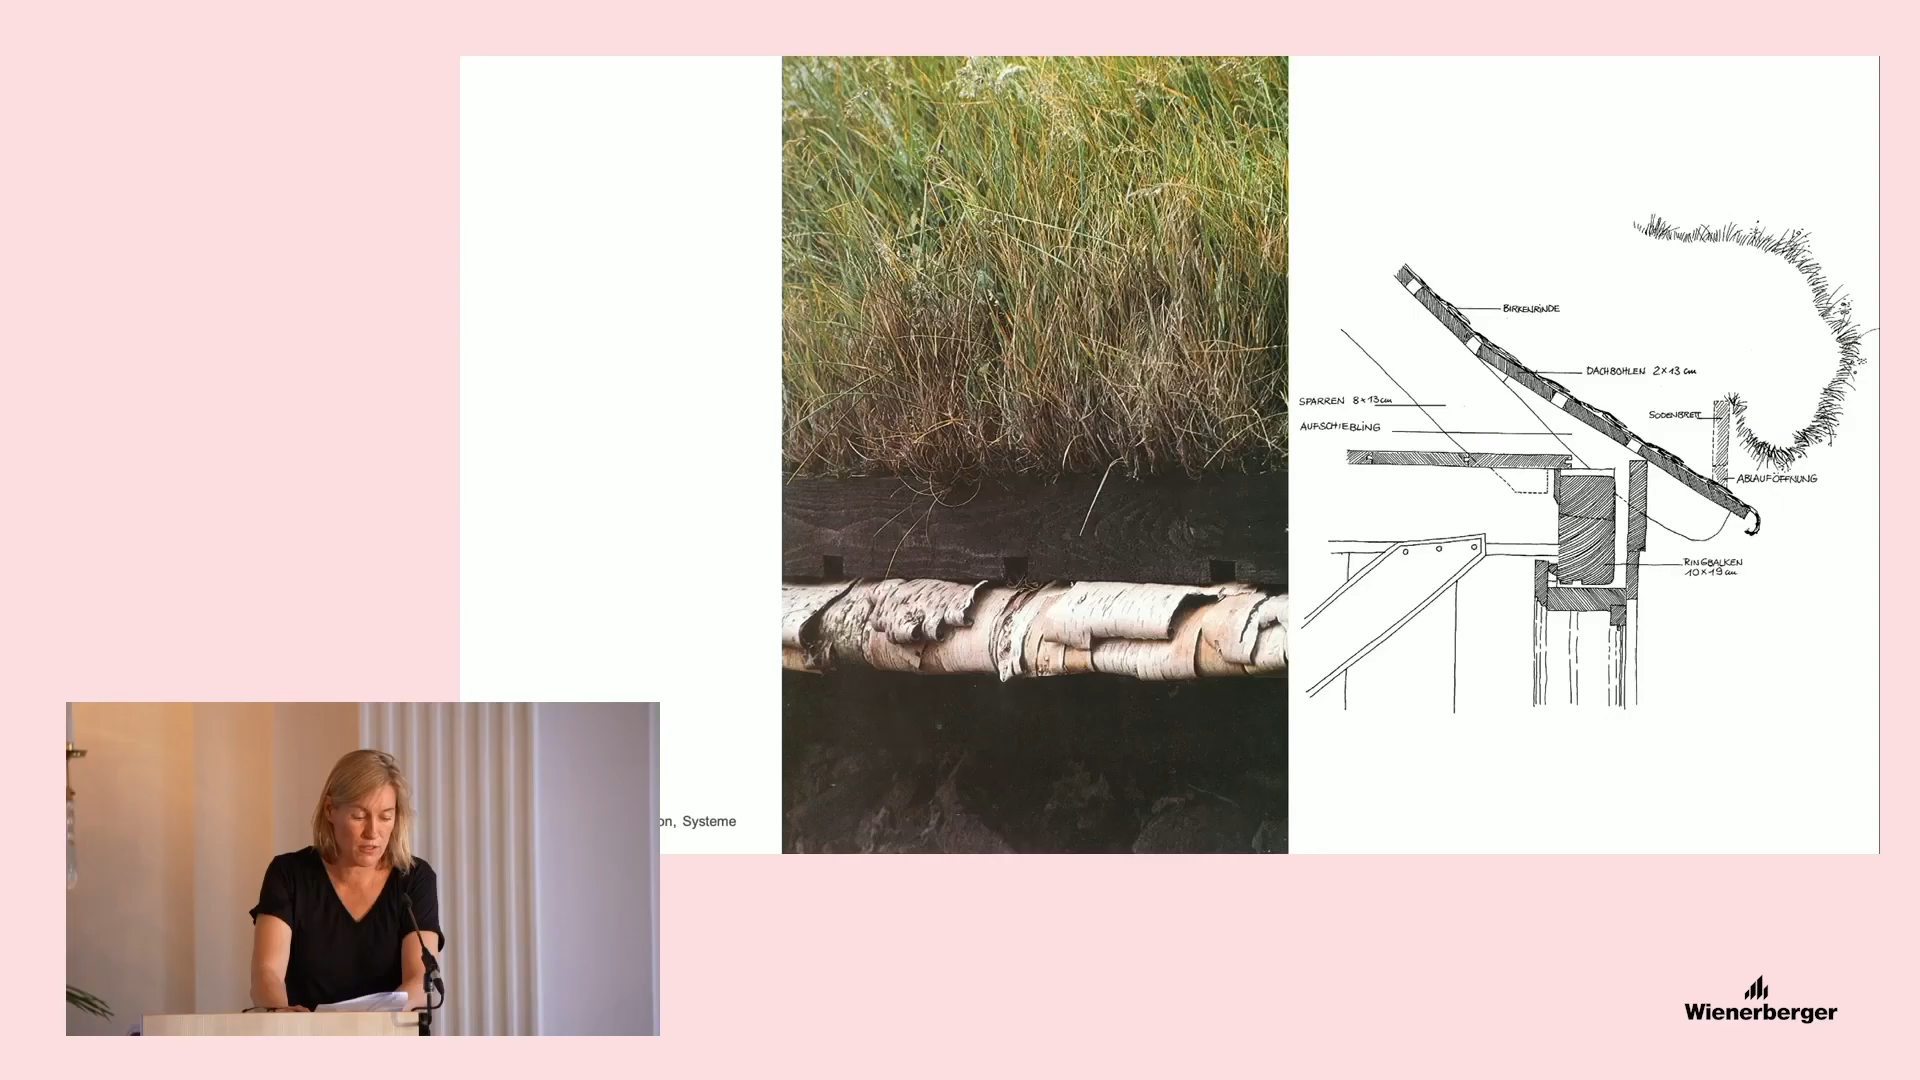 BIRKENRINDE
DACHBOHLEN 2×13 cm
SPARREN 8×13cm
SODENBRETT
AUFSCHIEBLING
ABLAUFÖFFNUNG
RINGBALKEN
10×19 cm
on, Systeme
Wienerberger